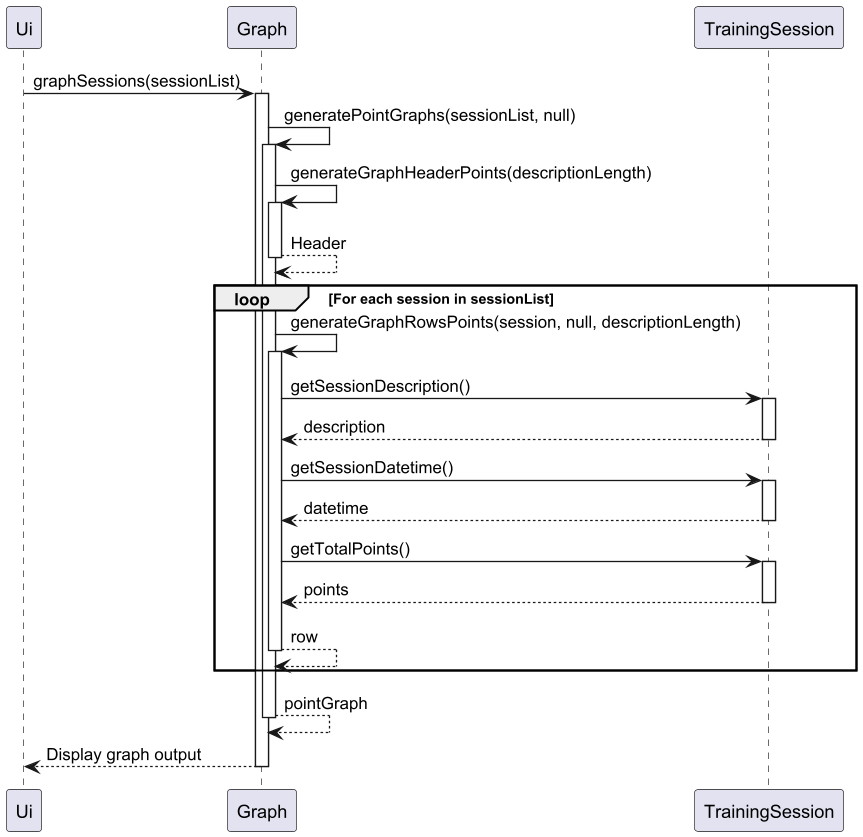 Ui
Graph
TrainingSession
graphSessions(sessionList)
generatePointGraphs(sessionList, null)
generateGraphHeaderPoints(descriptionLength)
Header
loop
[For each session in sessionList]
generateGraphRowsPoints(session, null, descriptionLength)
getSessionDescription()
description
getSessionDatetime()
datetime
getTotalPoints()
points
row
pointGraph
Display graph output
Ui
Graph
TrainingSession